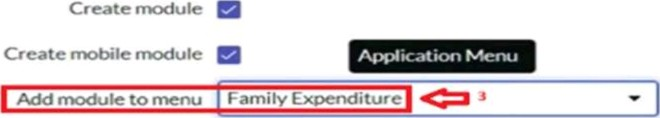 Create module
Create mobile module
Application Menu
Add module to menu Family Expenditure 3